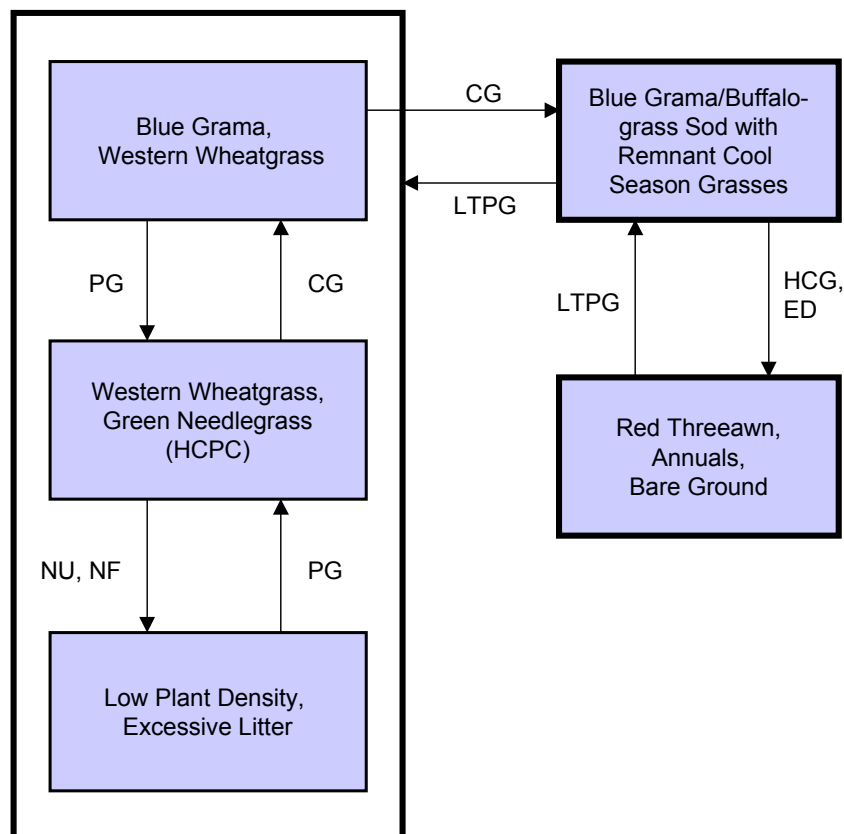 Blue Grama,
Western Wheatgrass
CG
Blue Grama/Buffalo-
grass Sod with
Remnant Cool
Season Grasses
LTPG
PG
CG
LTPG
HCG,
ED
Western Wheatgrass,
Green Needlegrass
(HCPC)
Red Threeawn,
Annuals,
Bare Ground
NU, NF
PG
Low Plant Density,
Excessive Litter